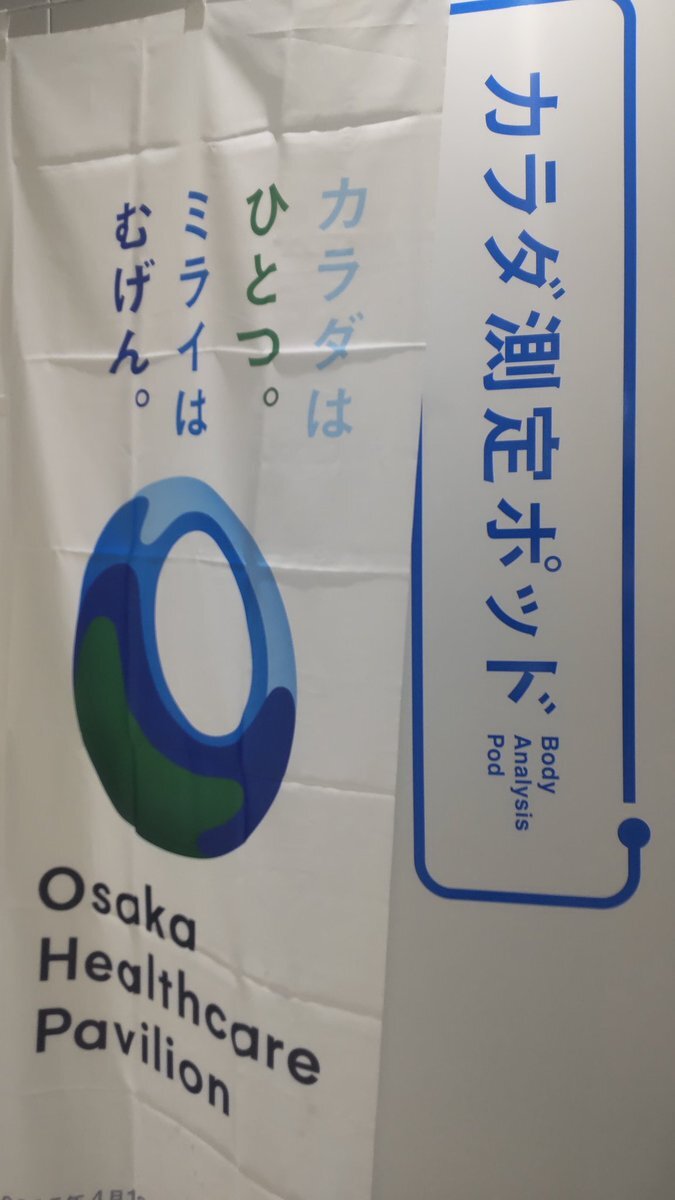 カラダ測定ポッド
Body
Analysis
Pod
カラダは
ひとつ。
ミライは
むげん。
Osaka
Healthcare
Pavilion